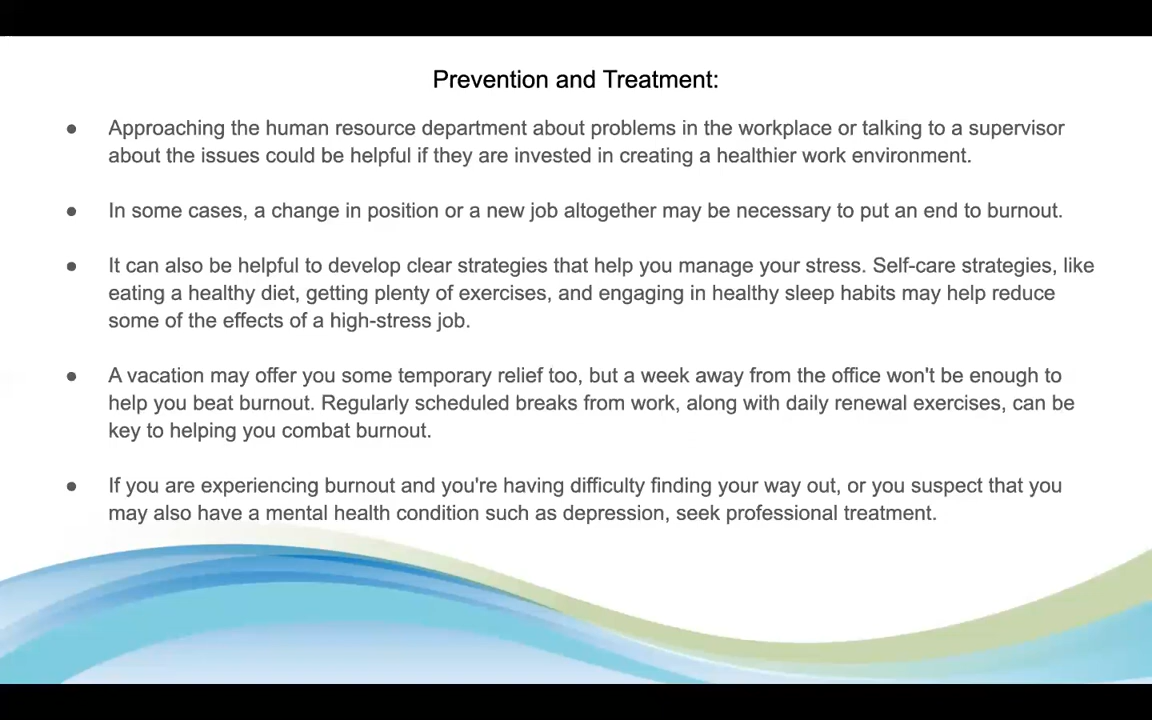 Prevention and Treatment:
● Approaching the human resource department about problems in the workplace or talking to a supervisor
about the issues could be helpful if they are invested in creating a healthier work environment.
● In some cases, a change in position or a new job altogether may be necessary to put an end to burnout.
● It can also be helpful to develop clear strategies that help you manage your stress. Self-care strategies, like
eating a healthy diet, getting plenty of exercises, and engaging in healthy sleep habits may help reduce
some of the effects of a high-stress job.
● A vacation may offer you some temporary relief too, but a week away from the office won't be enough to
help you beat burnout. Regularly scheduled breaks from work, along with daily renewal exercises, can be
key to helping you combat burnout.
● If you are experiencing burnout and you're having difficulty finding your way out, or you suspect that you
may also have a mental health condition such as depression, seek professional treatment.